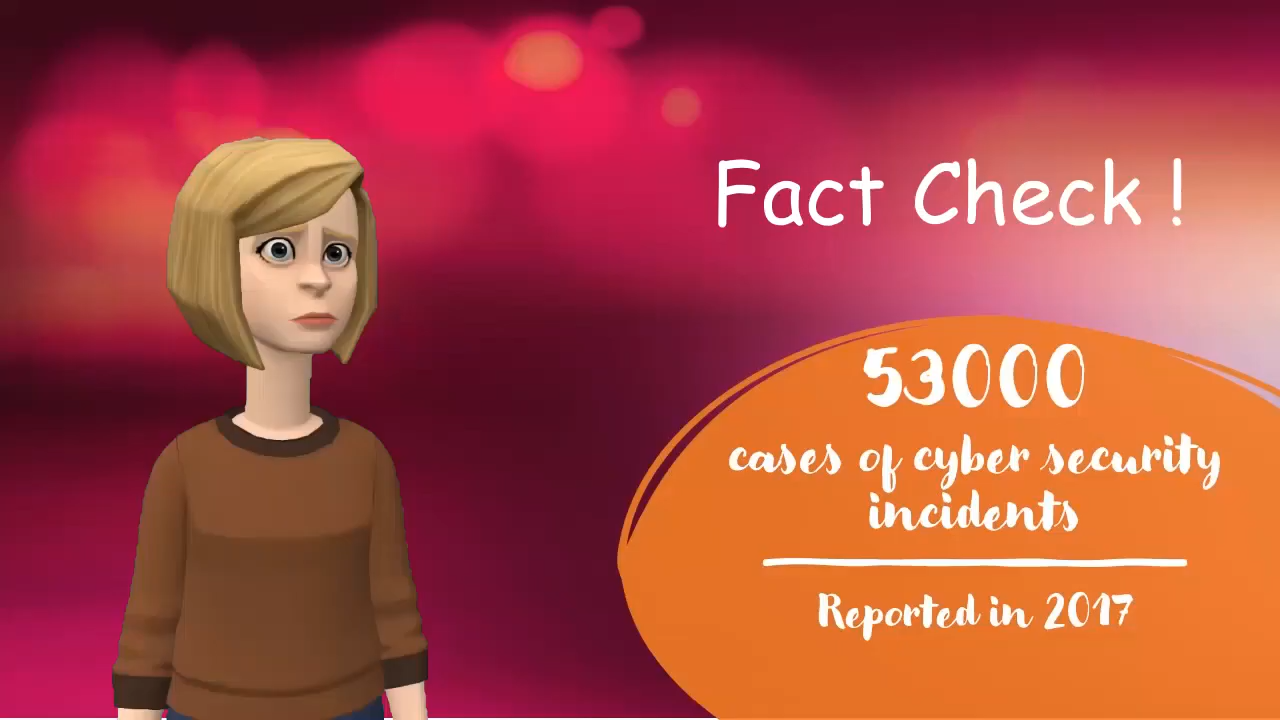 Fact Check !
53000
cases of cyber security
incidents
Reported in 2017